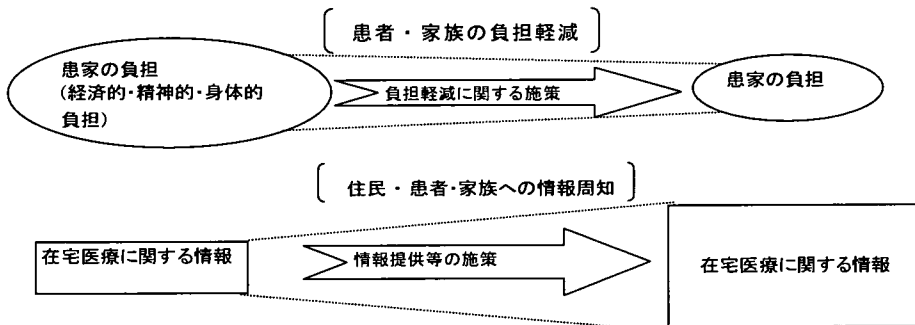 患者・家族の負担軽減
患家の負担
（経済的・精神的・身体的
負担）
負担軽減に関する施策
患家の負担
住民・患者・家族への情報周知
在宅医療に関する情報
情報提供等の施策
在宅医療に関する情報